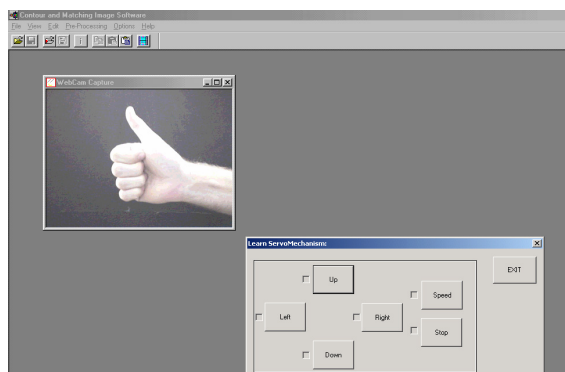 Contour and Matching Image Software
File View Edit Pre-Processing Options Help
WebCam Capture
Learn ServoMechanism:
EXIT
Up
Speed
Left
Right
Stop
Down